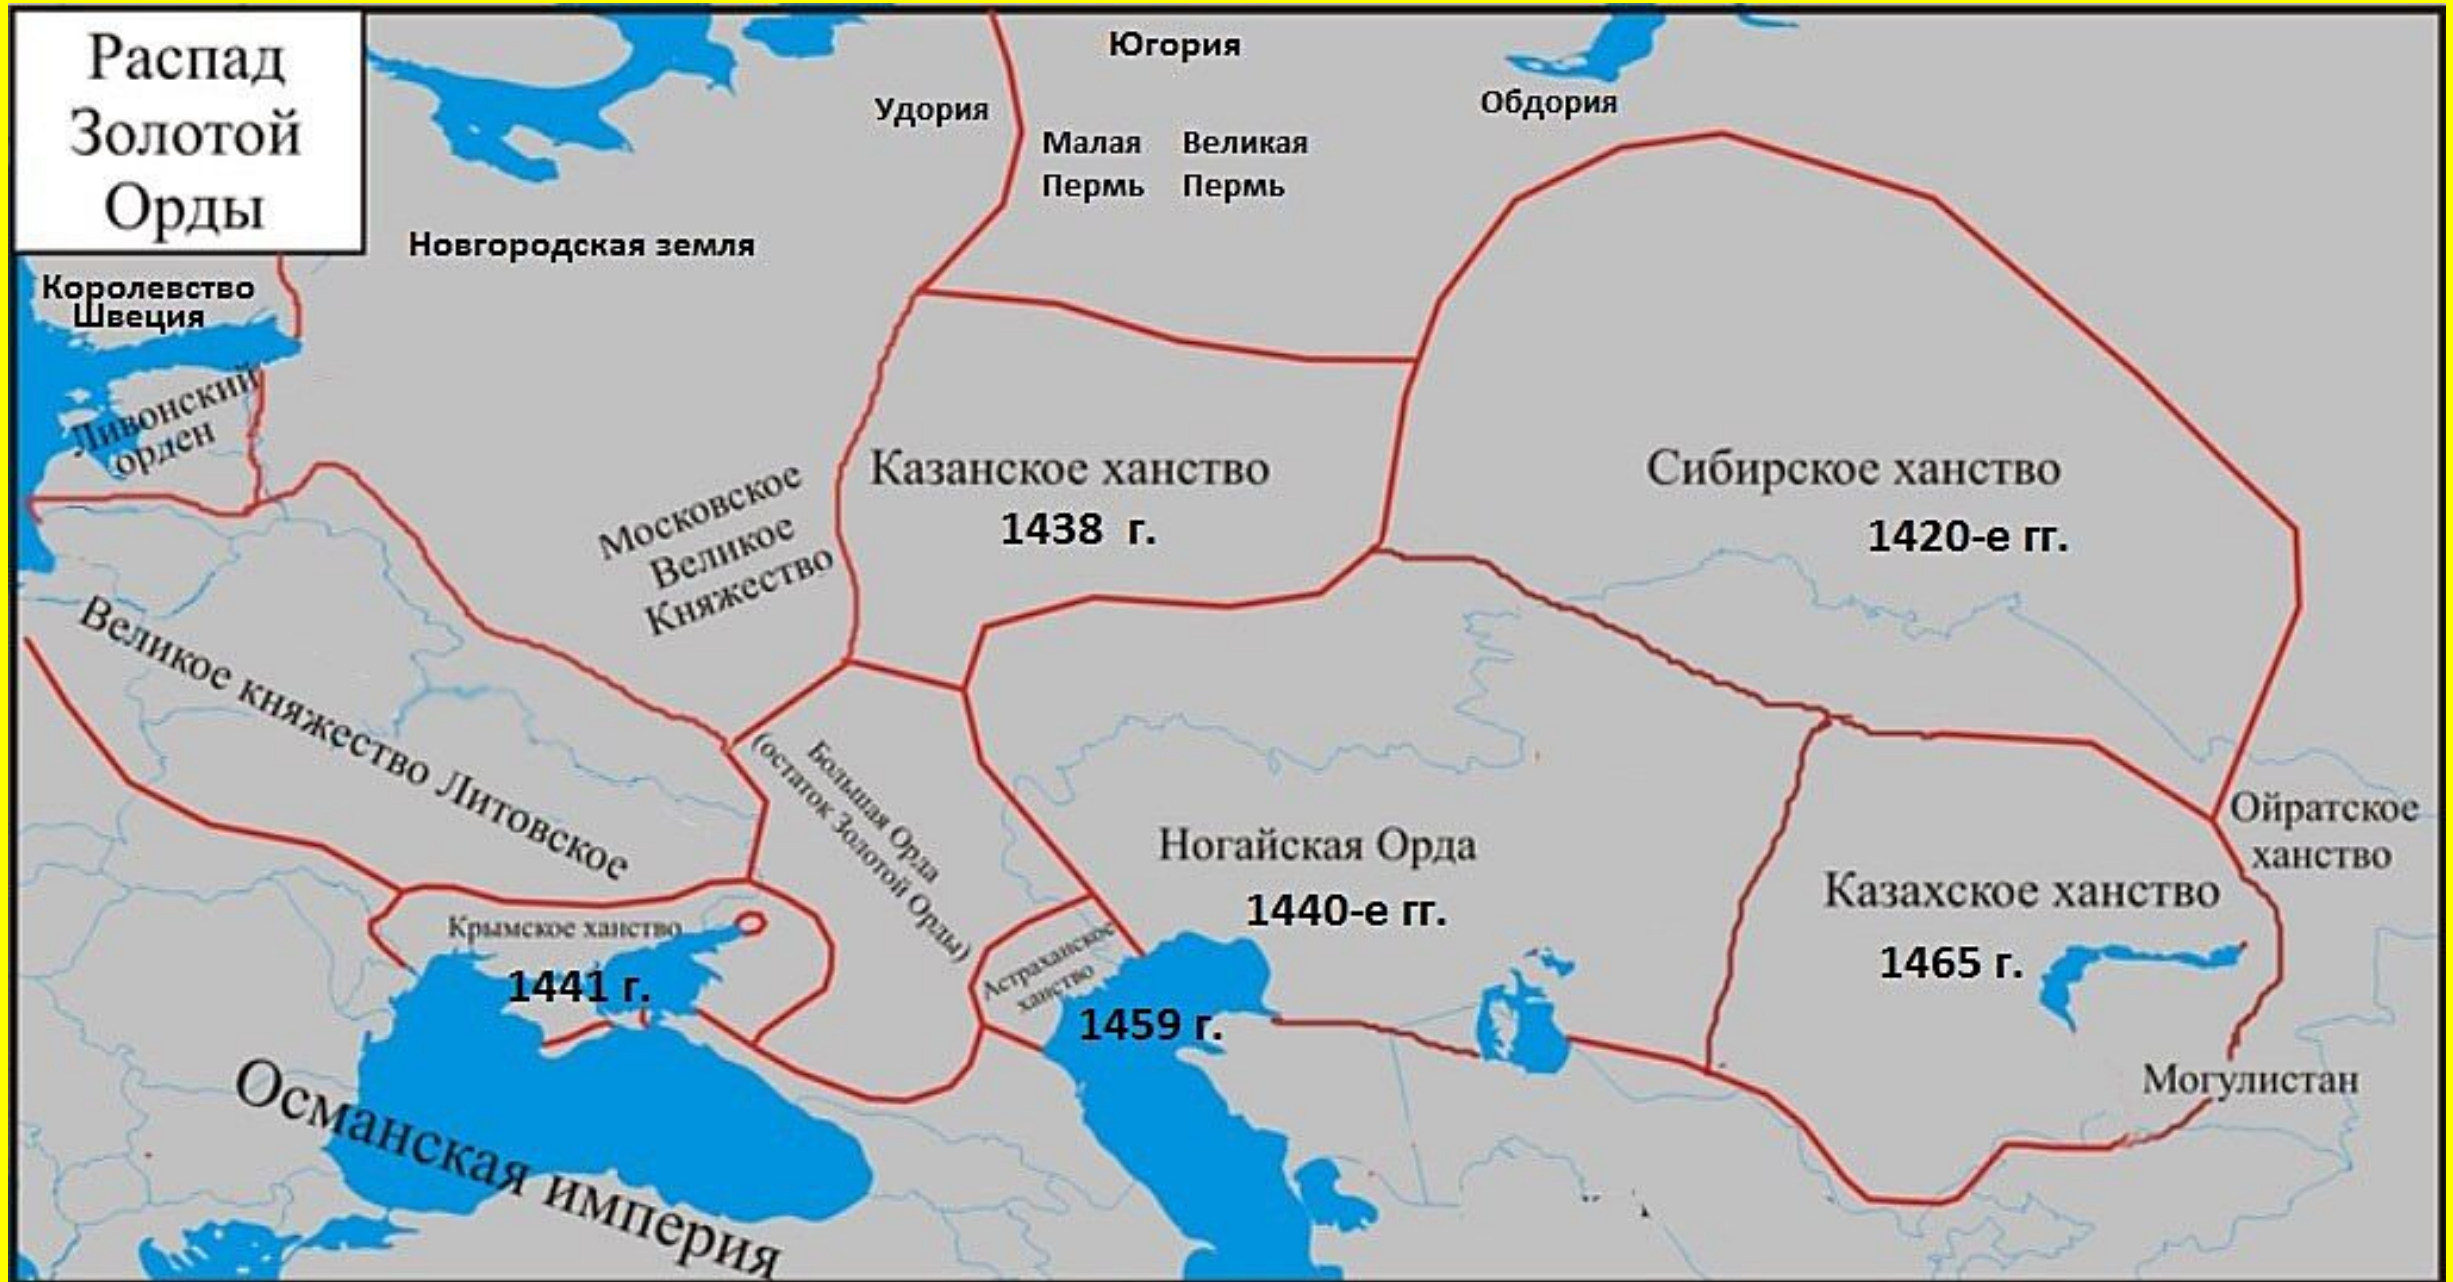 Распад
Золотой
Орды
Югория
Удория
Обдория
Малая Великая
Пермь Пермь
Новгородская земля
Королевство
Швеция
Ливонский
орден
Московское
Великое
Княжество
Казанское ханство
1438 г.
Сибирское ханство
1420-е гг.
Великое княжество Литовское
Большая Орда
(остаток Золотой Орды)
Ногайская Орда
1440-е гг.
Ойратское
ханство
Казахское ханство
1465 г.
Крымское ханство
1441 г.
Астраханское
ханство
1459 г.
Могулистан
Османская империя